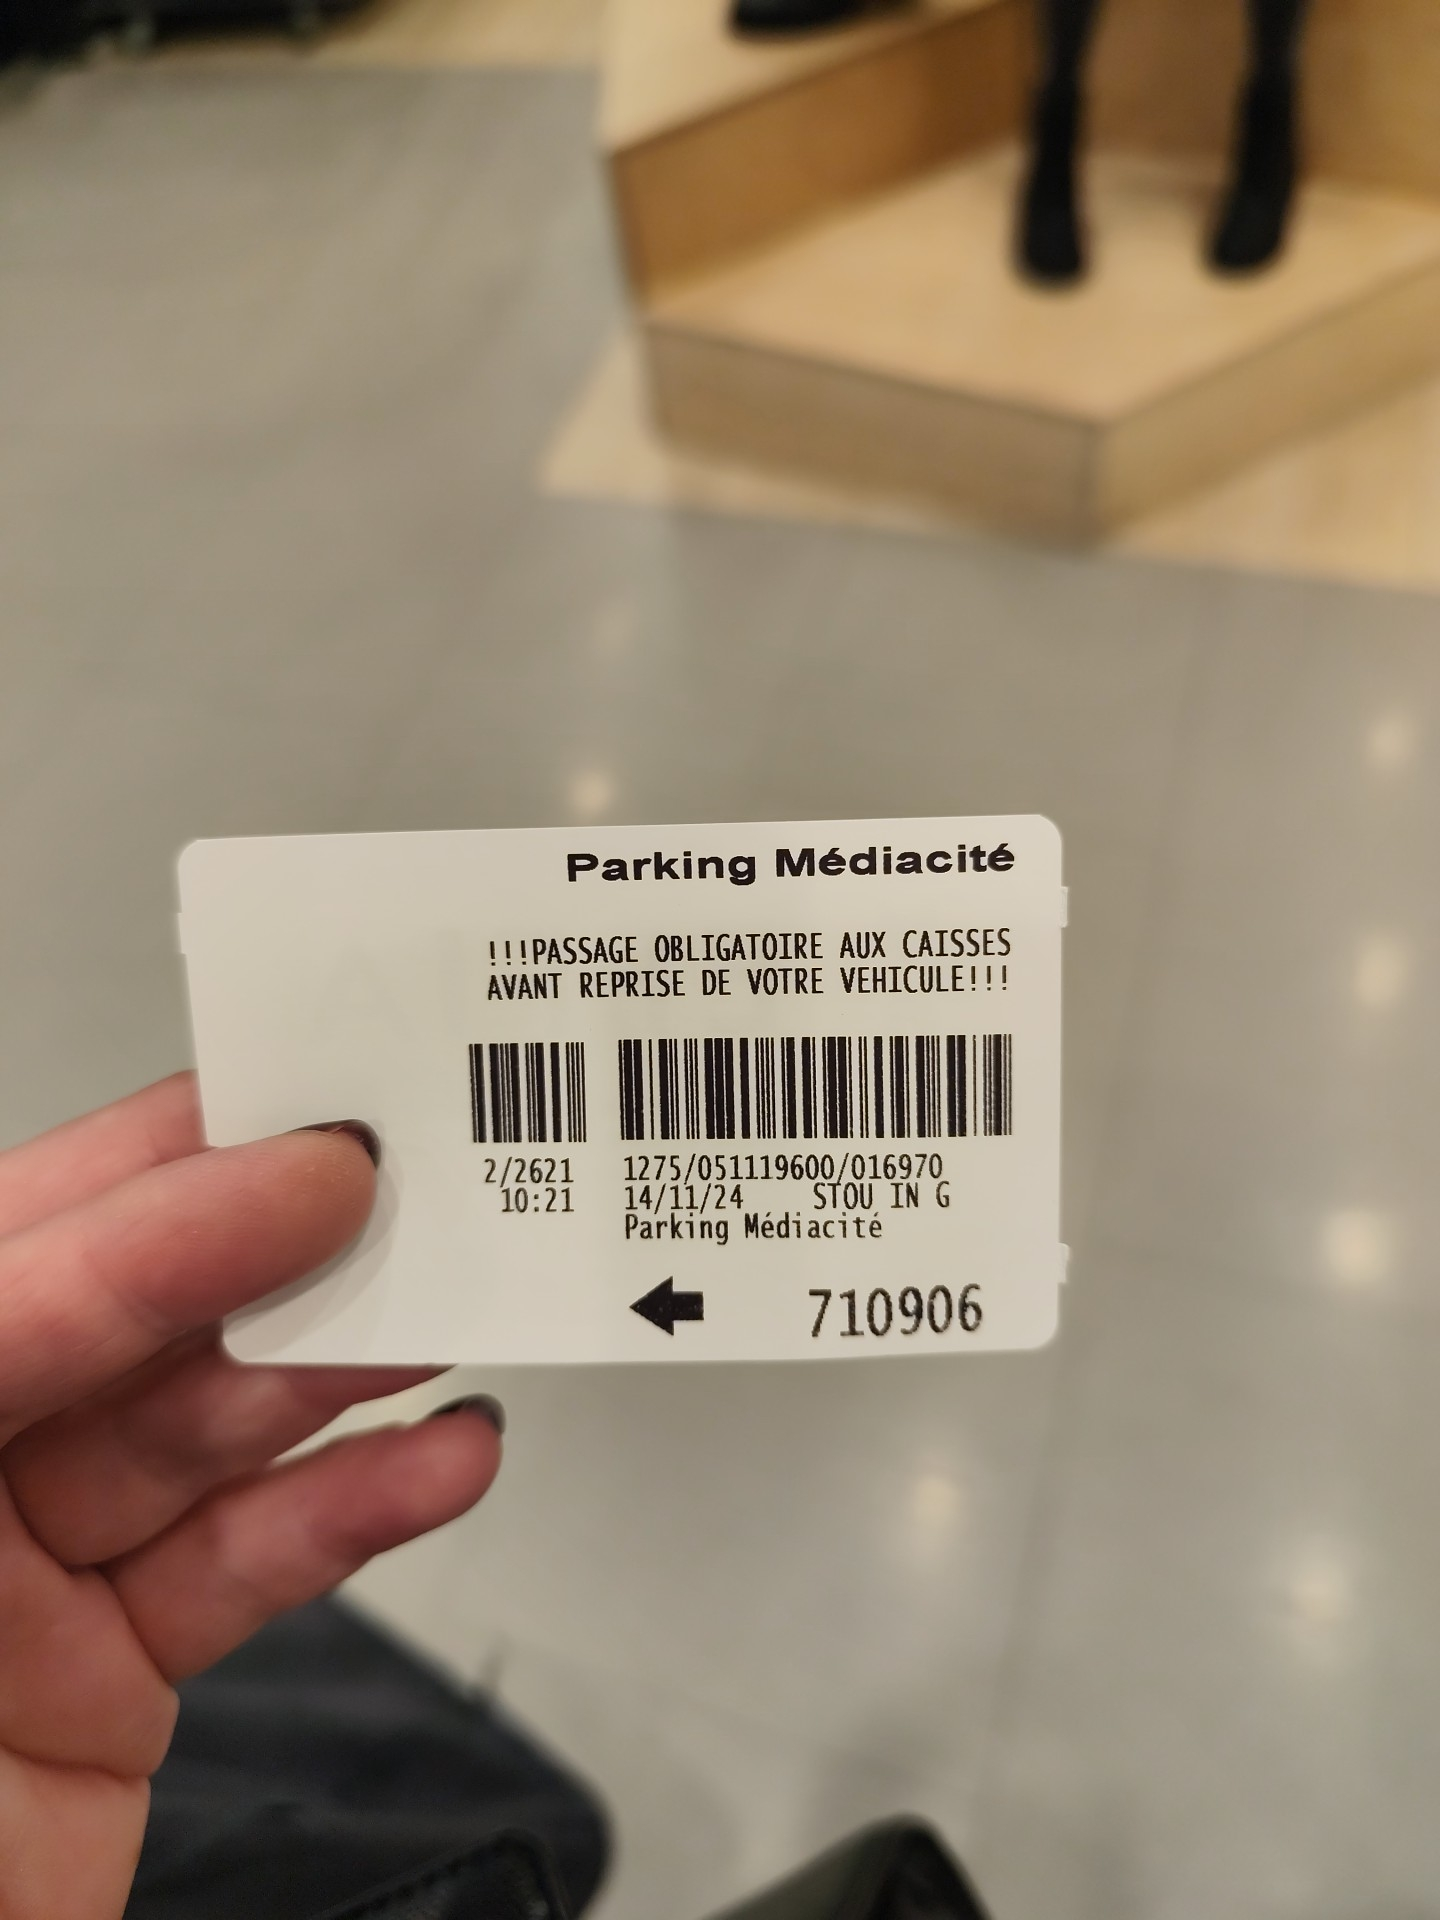 Parking Médiacité
!!!PASSAGE OBLIGATOIRE AUX CAISSES
AVANT REPRISE DE VOTRE VEHICULE!!!
2/2621 1275/051119600/016970
10:21 14/11/24 STOU IN G
Parking Médiacité
710906